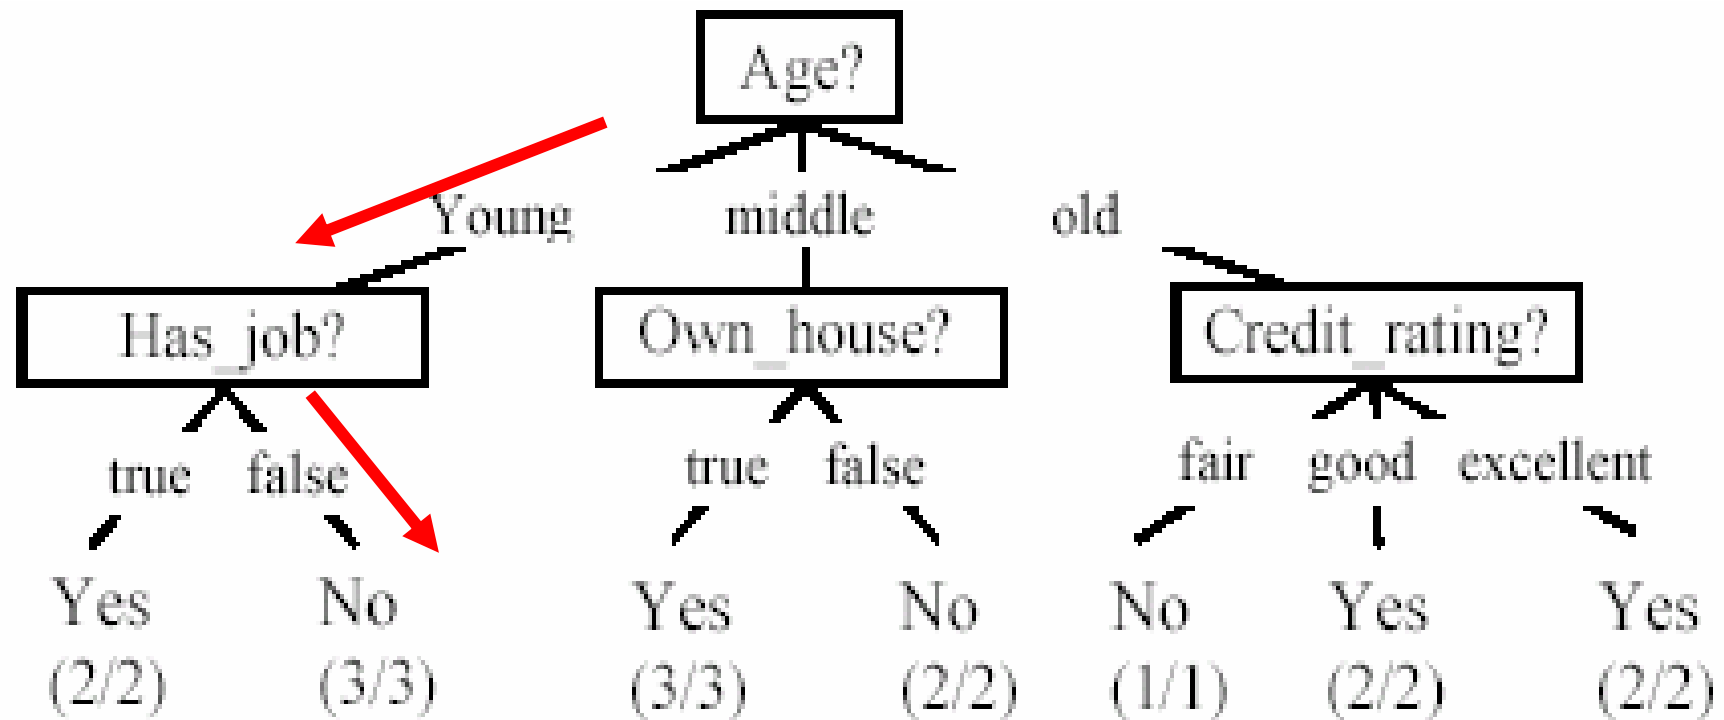 Age?
Young middle old
Has_job? Own_house? Credit_rating?
true false true false fair good excellent
Yes No Yes No No Yes Yes
(2/2) (3/3) (3/3) (2/2) (1/1) (2/2) (2/2)